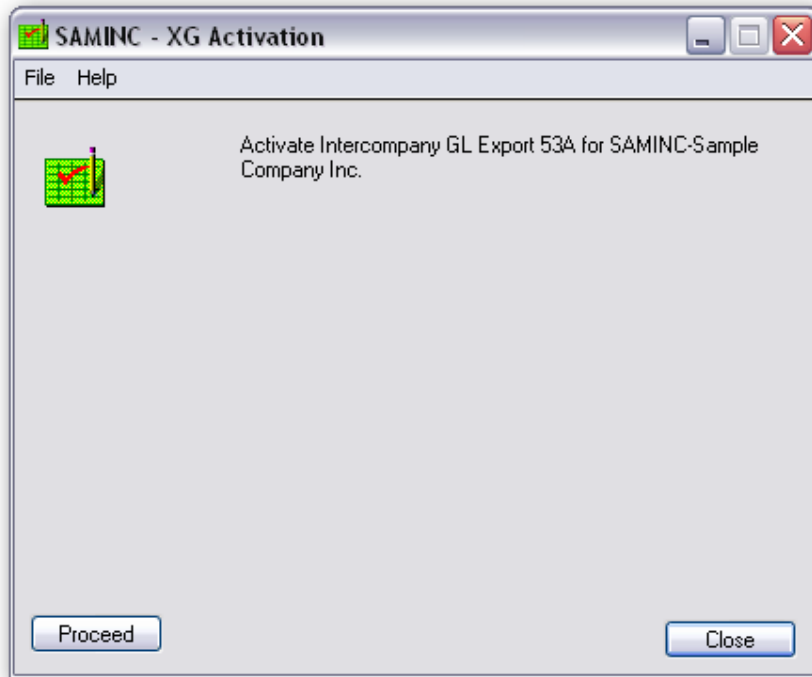 SAMINC - XG Activation
File Help
Activate Intercompany GL Export 53A for SAMINC-Sample
Company Inc.
Proceed
Close